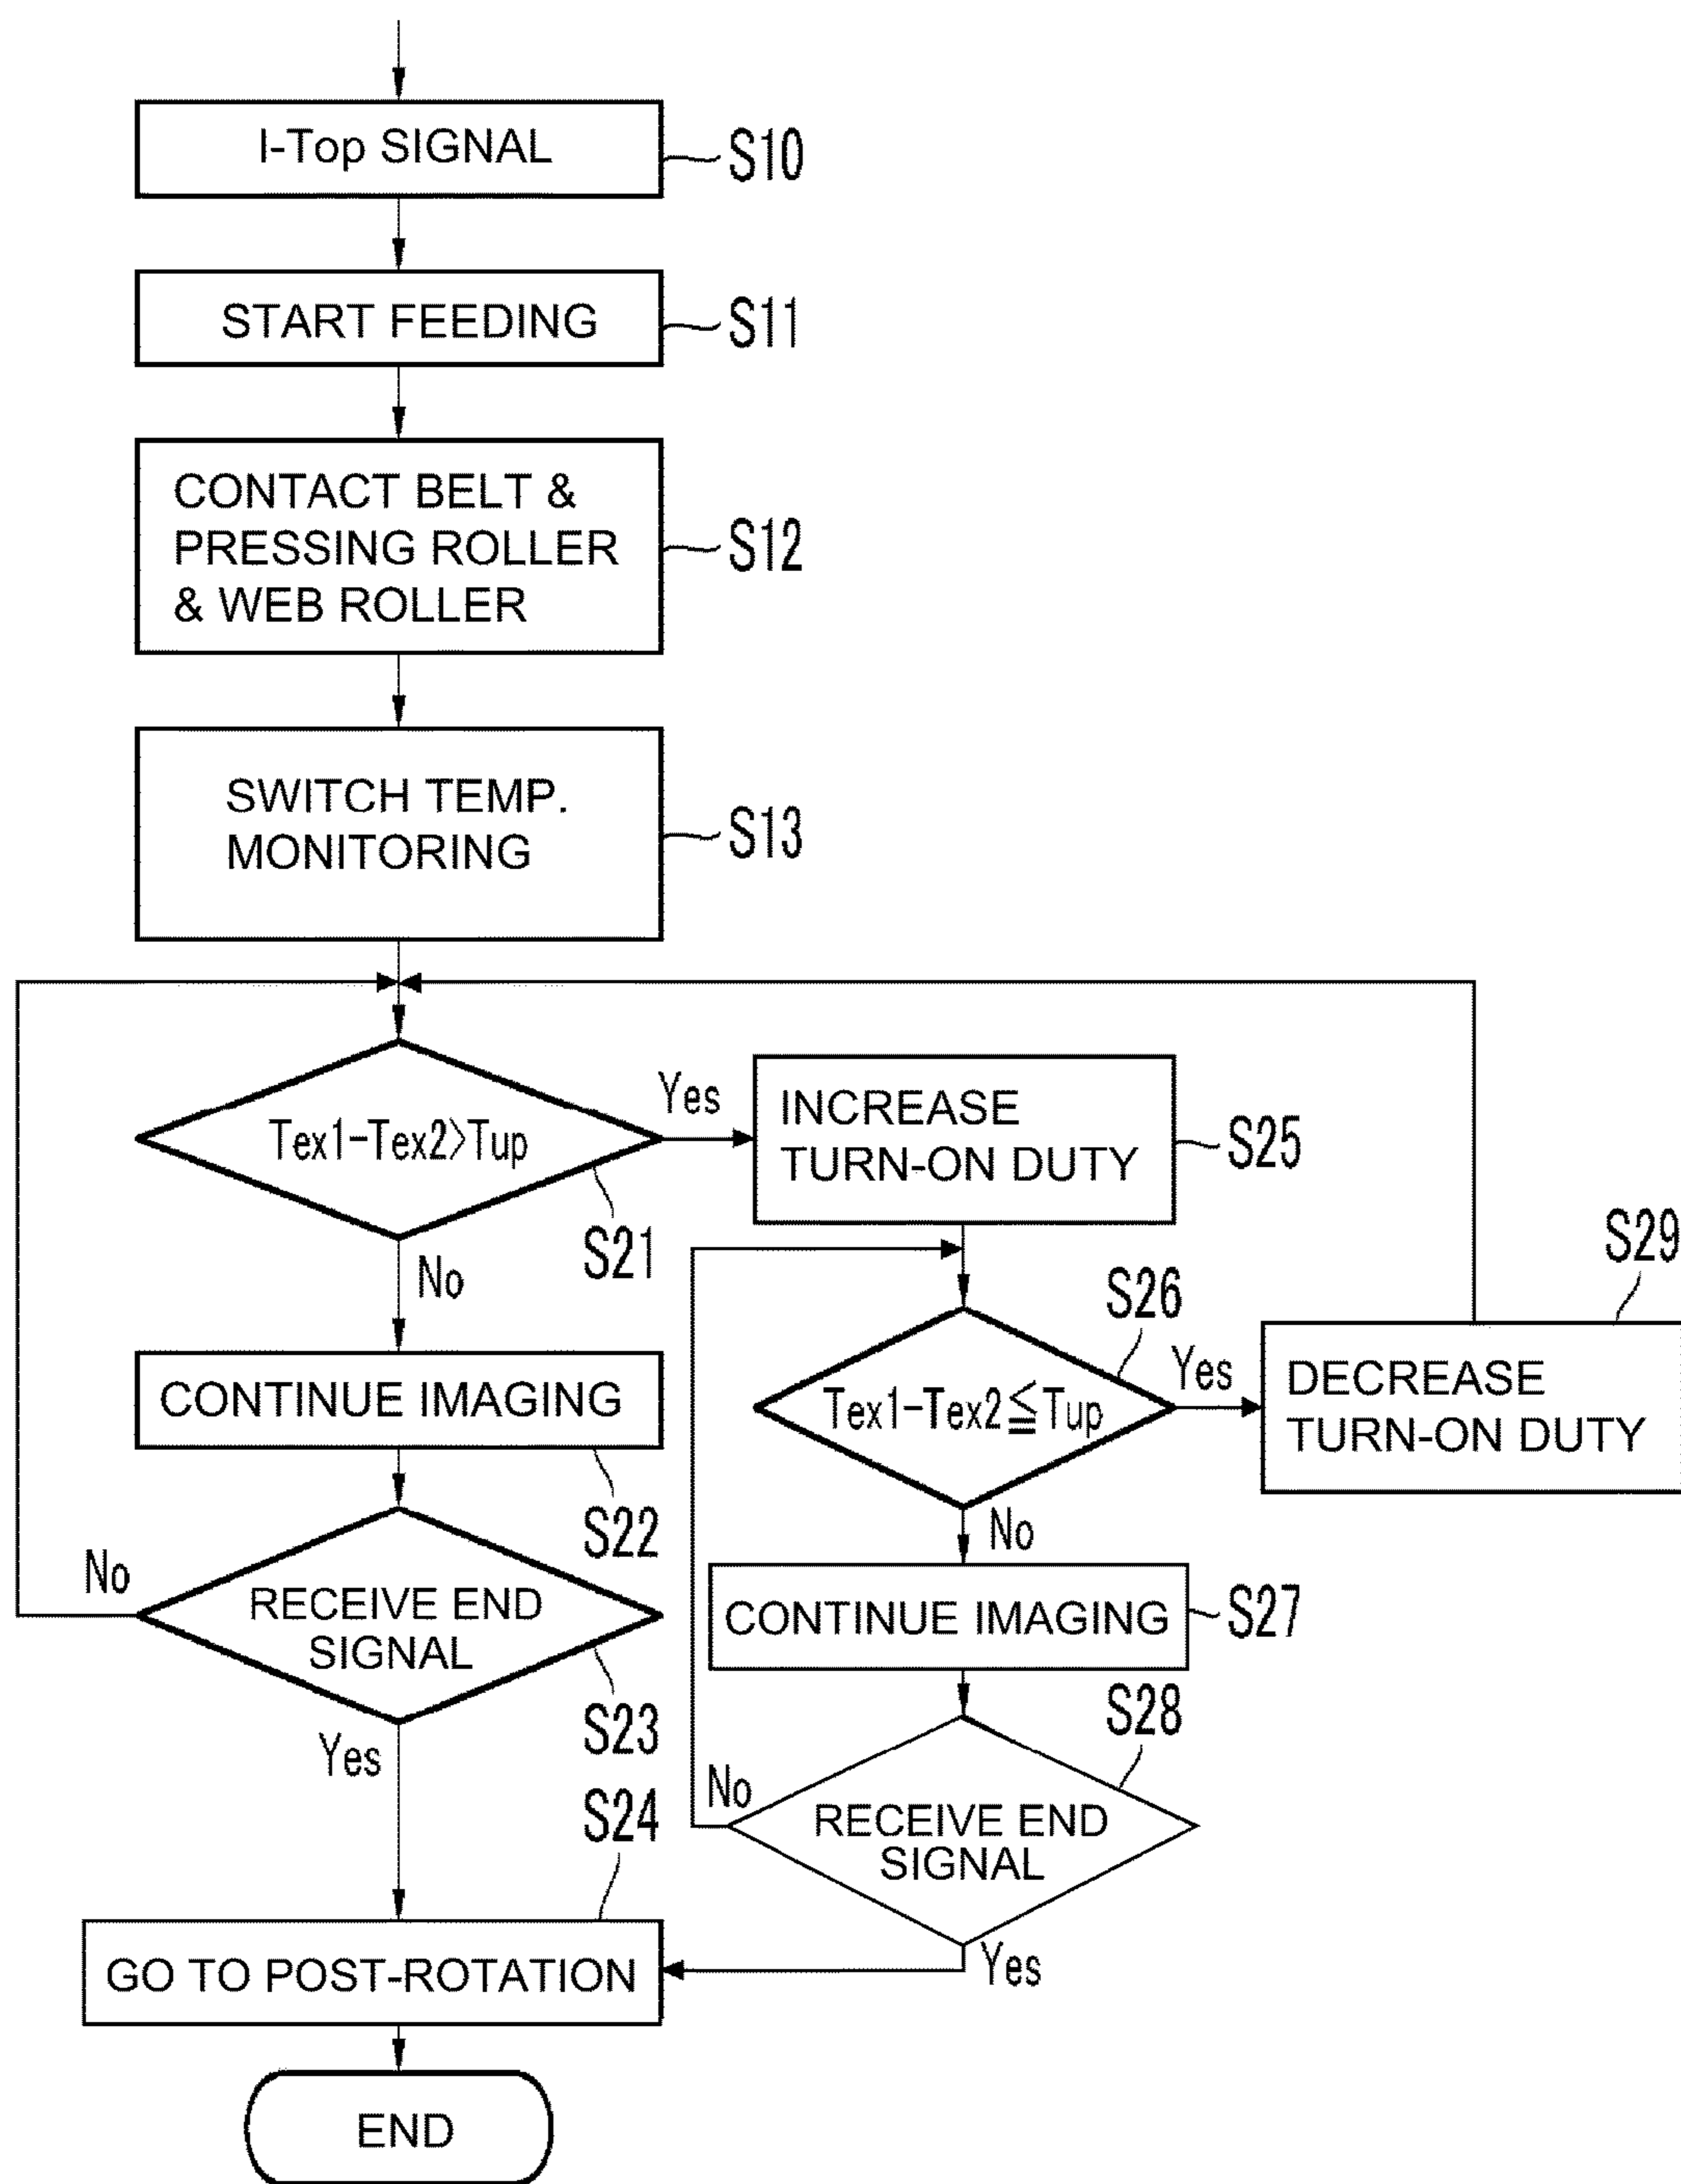 I-Top SIGNAL
S10
START FEEDING
S11
CONTACT BELT &
PRESSING ROLLER
& WEB ROLLER
S12
SWITCH TEMP.
MONITORING
S13
Tex1-Tex2>Tup
S21
Yes
No
INCREASE
TURN-ON DUTY
S25
CONTINUE IMAGING
S22
Tex1-Tex2≦Tup
S26
Yes
No
DECREASE
TURN-ON DUTY
S29
RECEIVE END
SIGNAL
S23
No
Yes
CONTINUE IMAGING
S27
RECEIVE END
SIGNAL
S28
No
Yes
GO TO POST-ROTATION
S24
END